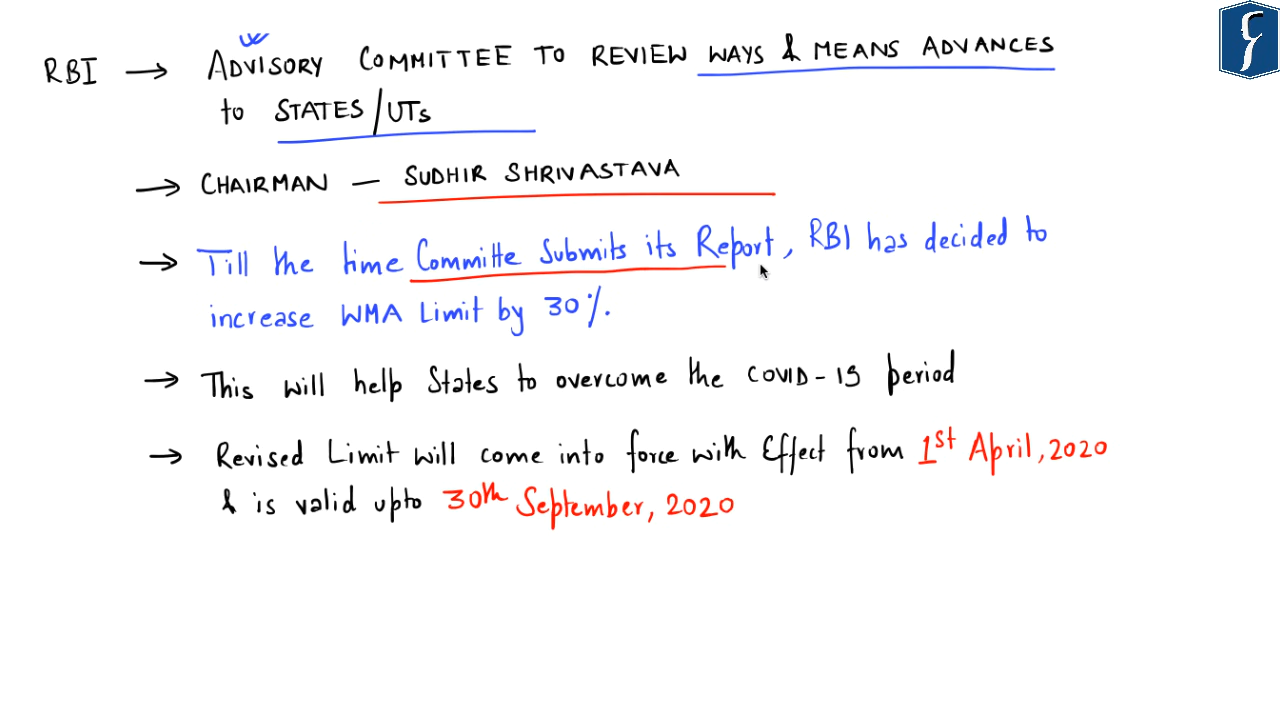 RBI → ADVISORY COMMITTEE TO REVIEW WAYS & MEANS ADVANCES
to STATES/UTs
→ CHAIRMAN — SUDHIR SHRIVASTAVA
→ Till the time Committe Submits its Report, RBI has decided to
increase WMA Limit by 30%.
→ This will help States to overcome the COVID-19 period
→ Revised Limit will come into force with Effect from 1st April, 2020
& is valid upto 30th September, 2020